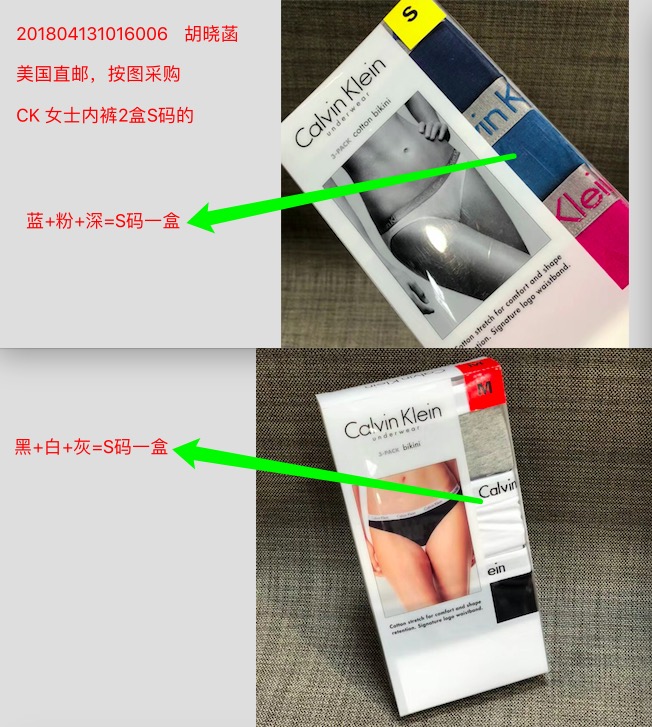 201804131016006 胡晓菡
美国直邮，按图采购
CK 女士内裤2盒S码的
蓝+粉+深=S码一盒
S
Calvin Klein
underwear
3-PACK cotton bikini
in K
Klein
Cotton stretch for comfort and shape
retention. Signature logo waistband.
黑+白+灰=S码一盒
M
Calvin Klein
underwear
3-PACK bikini
Calvin
ein
Cotton stretch for comfort and shape
retention. Signature logo waistband.